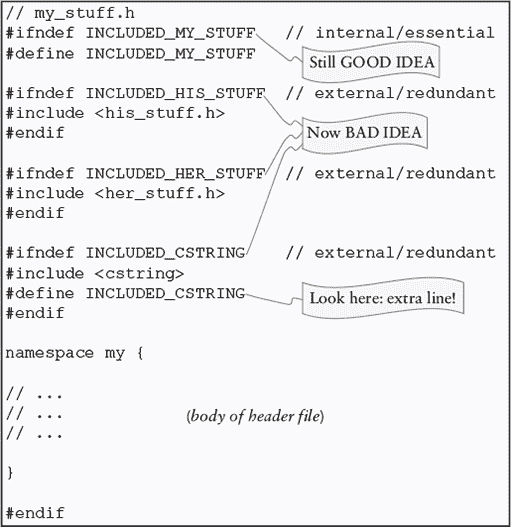 // my_stuff.h
#ifndef INCLUDED_MY_STUFF // internal/essential
#define INCLUDED_MY_STUFF
Still GOOD IDEA
#ifndef INCLUDED_HIS_STUFF // external/redundant
#include <his_stuff.h>
Now BAD IDEA
#endif
#ifndef INCLUDED_HER_STUFF // external/redundant
#include <her_stuff.h>
#endif
#ifndef INCLUDED_CSTRING // external/redundant
#include <cstring>
#define INCLUDED_CSTRING
Look here: extra line!
#endif
namespace my {
// ...
// ...
(body of header file)
// ...
}
#endif